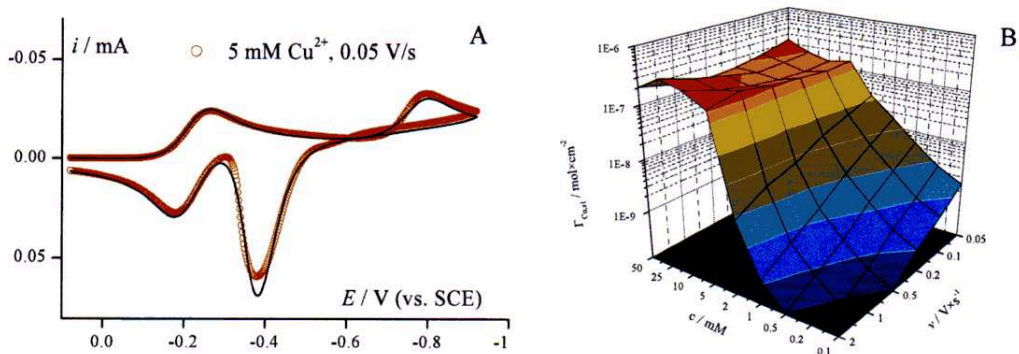 A
i / mA
5 mM Cu²⁺, 0.05 V/s
-0.05
0.00
0.05
E / V (vs. SCE)
0.0 -0.2 -0.4 -0.6 -0.8 -1
B
1E-6
1E-7
1E-8
1E-9
/ mol×cm⁻²
50 25 10 5 2 1 0.5 0.2 0.1
c / mM
0.05 0.1 0.2 0.5 1 2
v / V×s⁻¹